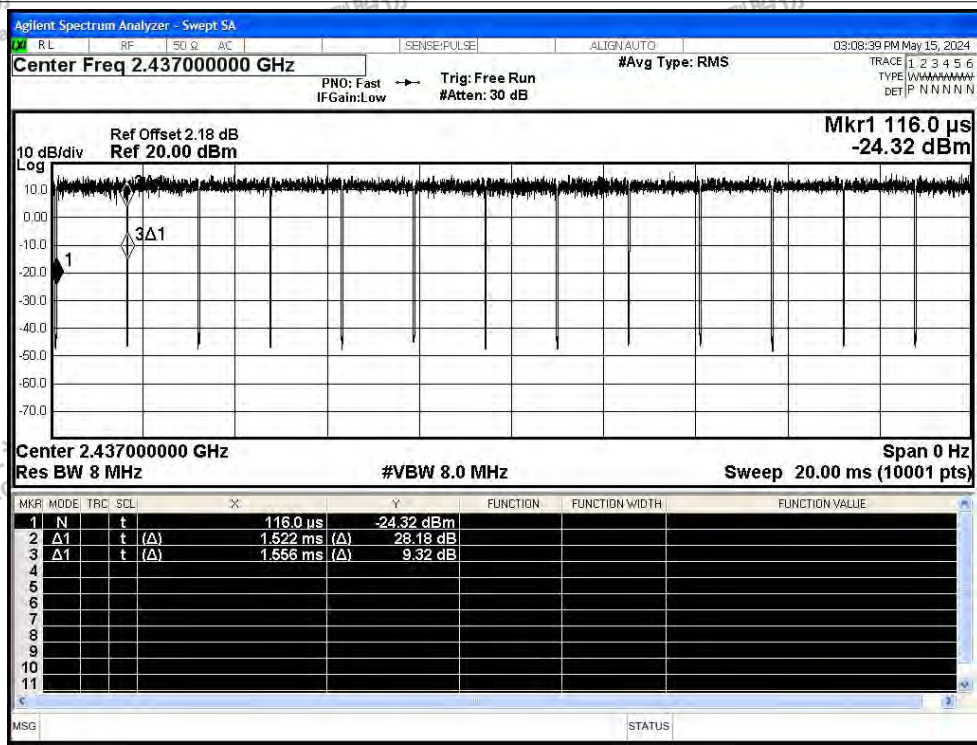 Agilent Spectrum Analyzer - Swept SA
RL RF 50 Ω AC SENSE:PULSE ALIGN AUTO 03:08:39 PM May 15, 2024
Center Freq 2.437000000 GHz
PNO: Fast
IFGain:Low
Trig: Free Run
#Atten: 30 dB
#Avg Type: RMS
TRACE 1 2 3 4 5 6
TYPE WWWWWW
DET P N N N N N
Mkr1 116.0 µs
-24.32 dBm
Ref Offset 2.18 dB
10 dB/div Ref 20.00 dBm
Log
10.0
0.00
-10.0
-20.0
-30.0
-40.0
-50.0
-60.0
-70.0
3Δ1
1
Center 2.437000000 GHz Span 0 Hz
Res BW 8 MHz #VBW 8.0 MHz Sweep 20.00 ms (10001 pts)
MKR MODE TRC SCL X Y FUNCTION FUNCTION WIDTH FUNCTION VALUE
1 N t 116.0 µs -24.32 dBm
2 Δ1 t (Δ) 1.522 ms (Δ) 28.18 dB
3 Δ1 t (Δ) 1.556 ms (Δ) 9.32 dB
4
5
6
7
8
9
10
11
MSG STATUS